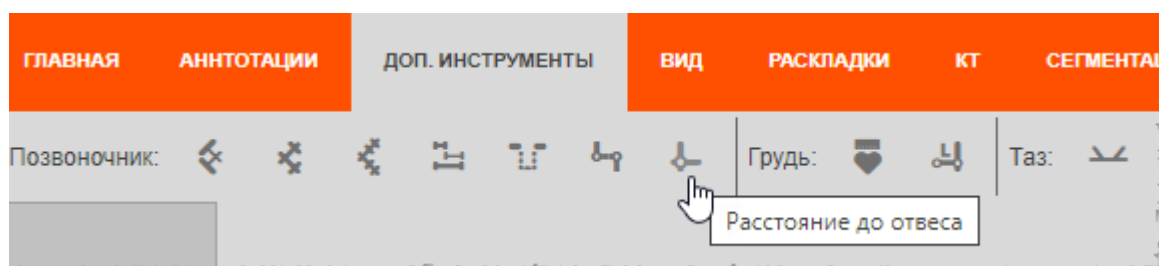 ГЛАВНАЯ АННТОТАЦИИ ДОП. ИНСТРУМЕНТЫ ВИД РАСКЛАДКИ КТ
Позвоночник: Грудь: Таз:
Расстояние до отвеса